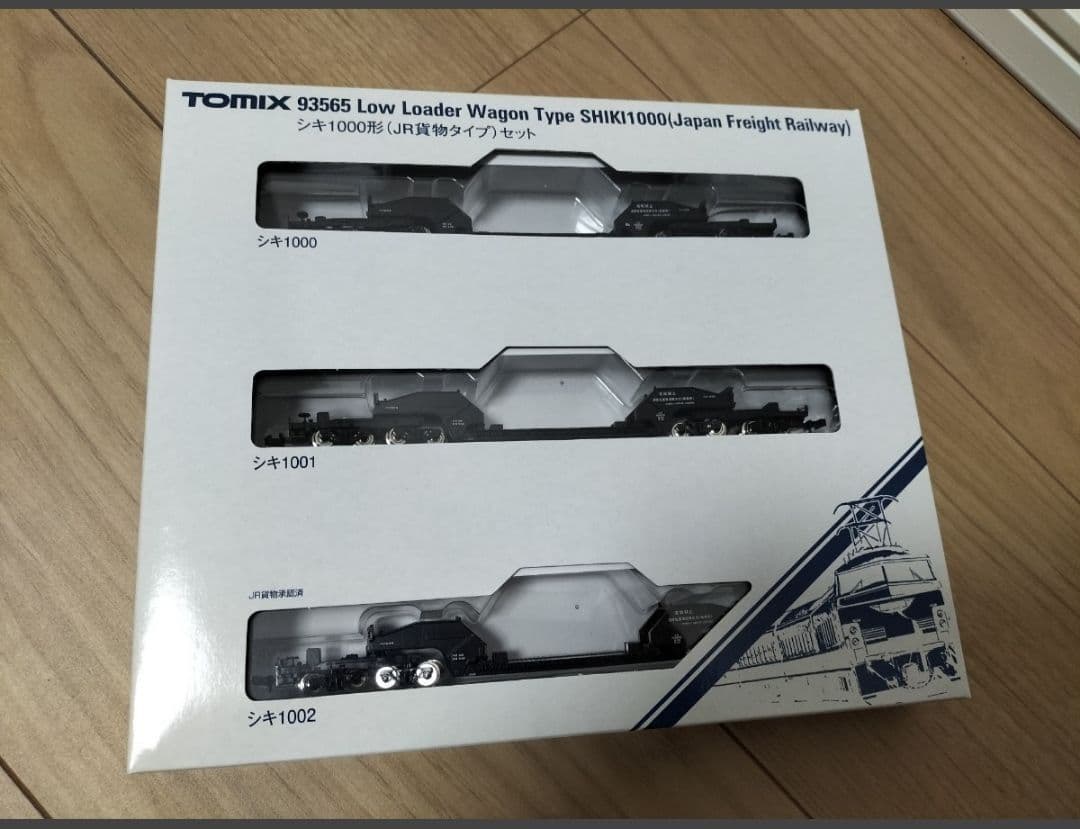 TOMIX 93565 Low Loader Wagon Type SHIKI1000(Japan Freight Railway)
シキ1000形(JR貨物タイプ)セット
シキ1000
シキ1001
JR貨物承認済
シキ1002